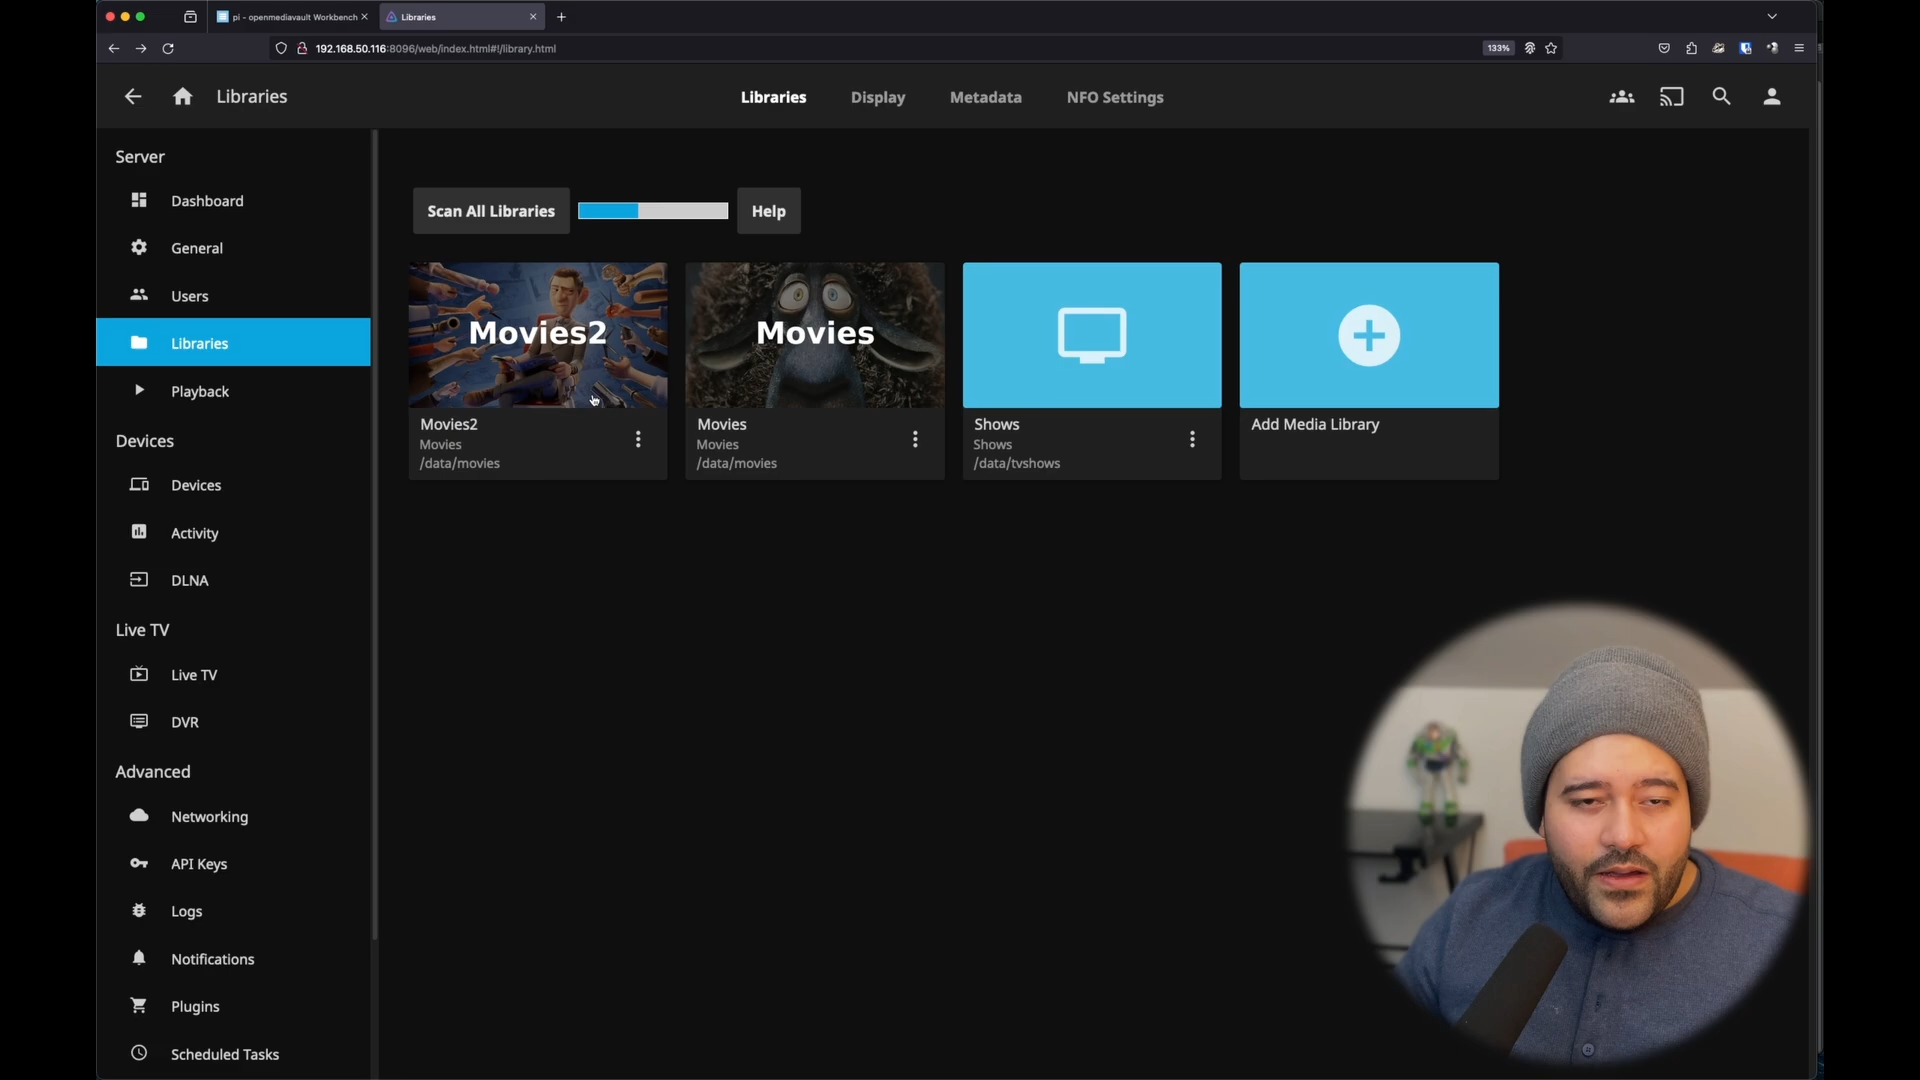 pi - openmediavault Workbench
Libraries
192.168.50.116:8096/web/index.html#!/library.html
133%
Libraries
Libraries
Display
Metadata
NFO Settings
Server
Dashboard
General
Users
Libraries
Playback
Devices
Devices
Activity
DLNA
Live TV
Live TV
DVR
Advanced
Networking
API Keys
Logs
Notifications
Plugins
Scheduled Tasks
Scan All Libraries
Help
Movies2
Movies2
Movies
/data/movies
Movies
Movies
Movies
/data/movies
Shows
Shows
/data/tvshows
Add Media Library